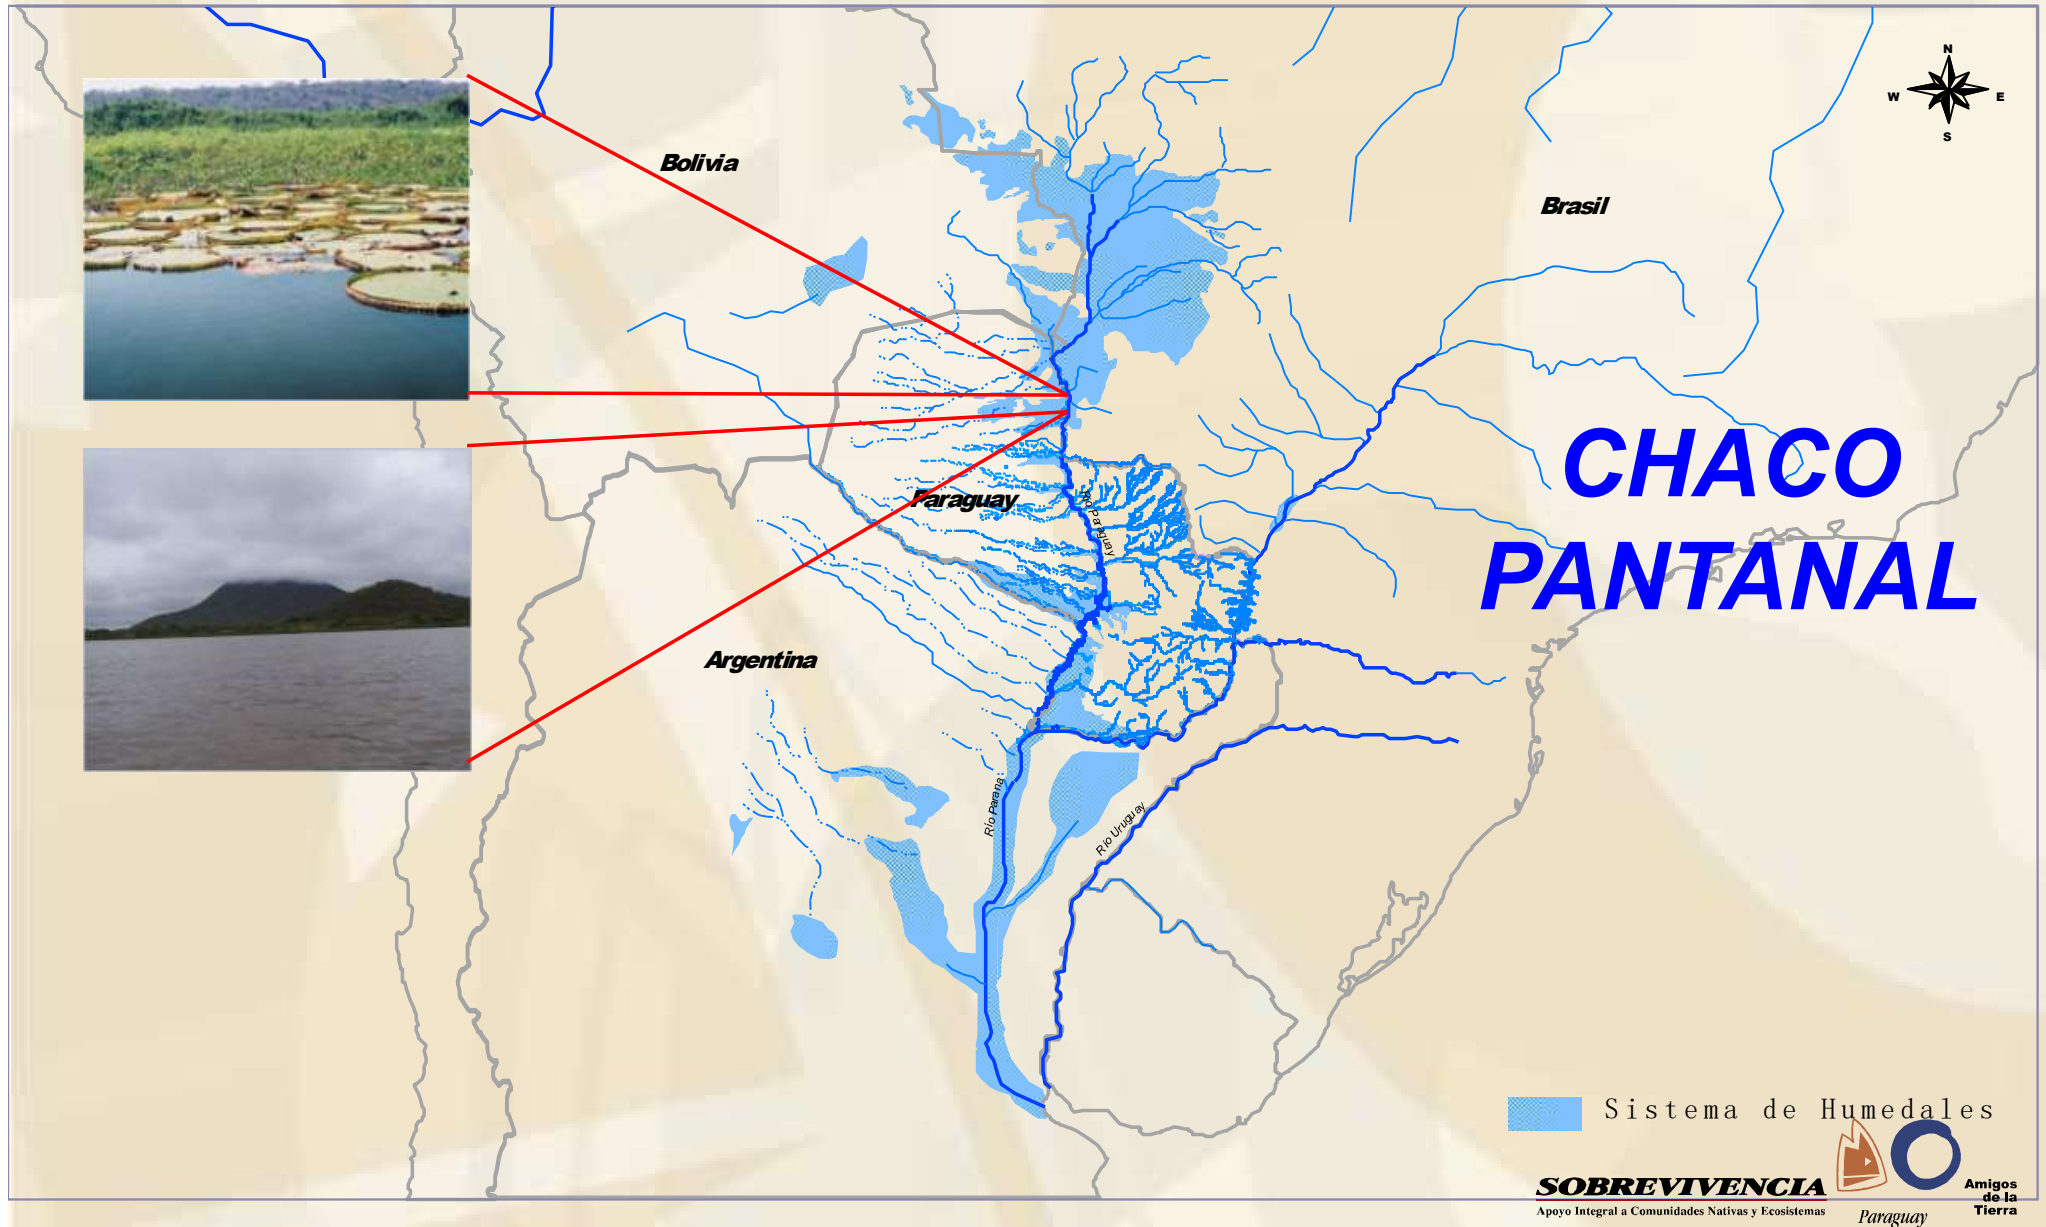 N
W E
S
Bolivia
Brasil
CHACO
PANTANAL
Paraguay
Río Paraguay
Argentina
Río Parana
Río Uruguay
Sistema de Humedales
SOBREVIVENCIA
Apoyo Integral a Comunidades Nativas y Ecosistemas
Paraguay
Amigos
de la
Tierra